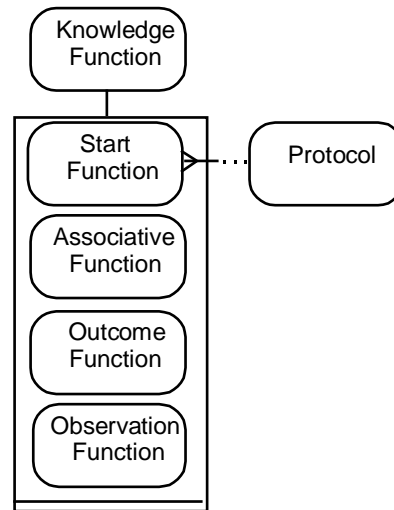 Knowledge
Function
Start
Function
Protocol
Associative
Function
Outcome
Function
Observation
Function